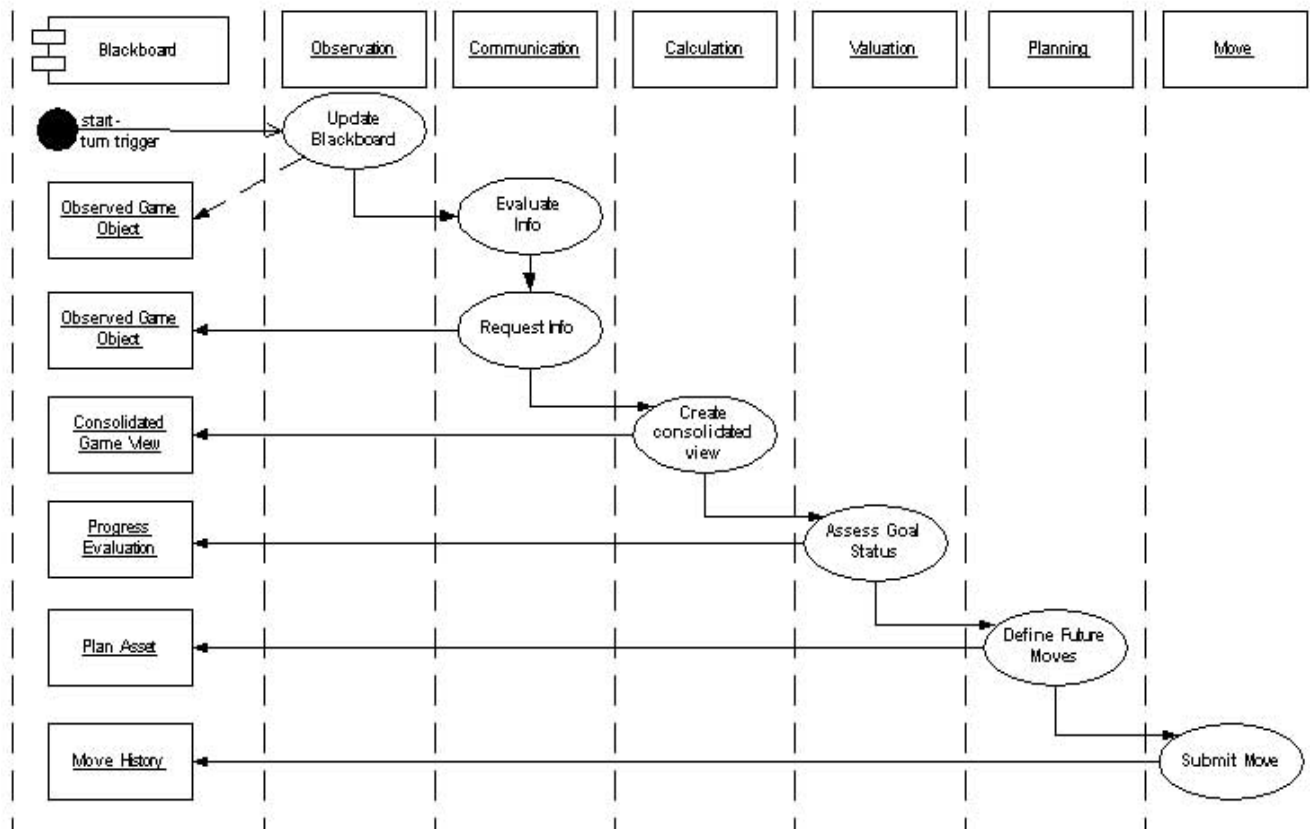 Blackboard
Observation
Communication
Calculation
Valuation
Planning
Move
start-
turn trigger
Update
Blackboard
Observed Game
Object
Evaluate
Info
Observed Game
Object
Request Info
Consolidated
Game View
Create
consolidated
view
Progress
Evaluation
Assess Goal
Status
Plan Asset
Define Future
Moves
Move History
Submit Move